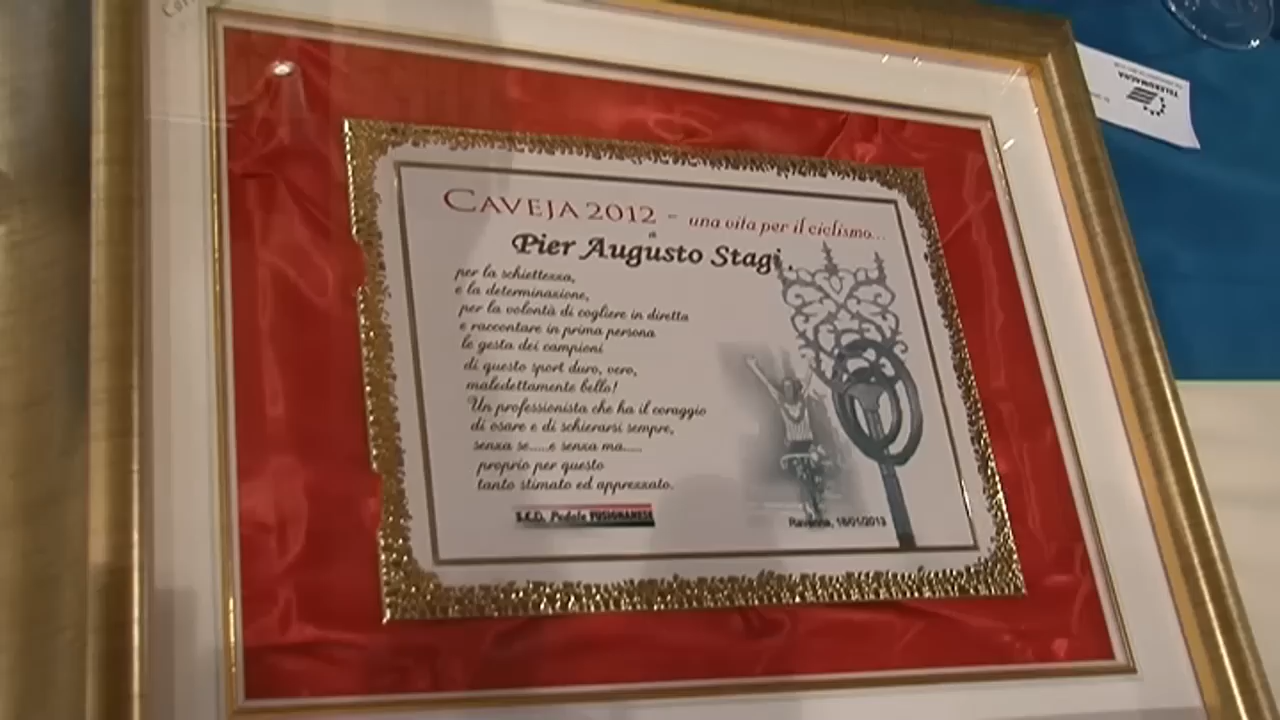 CAVEJA 2012 - una vita per il ciclismo...
a
Pier Augusto Stagi
per la schiettezza,
e la determinazione,
per la volontà di cogliere in diretta
e raccontare in prima persona
le gesta dei campioni
di questo sport duro, vero,
maledettamente bello!
Un professionista che ha il coraggio
di osare e di schierarsi sempre,
senza se.....e senza ma.....
proprio per questo
tanto stimato ed apprezzato.
S.C.D. Pedale FUSIGNANESE
Ravenna, 18/01/2013
TELEROMAGNA